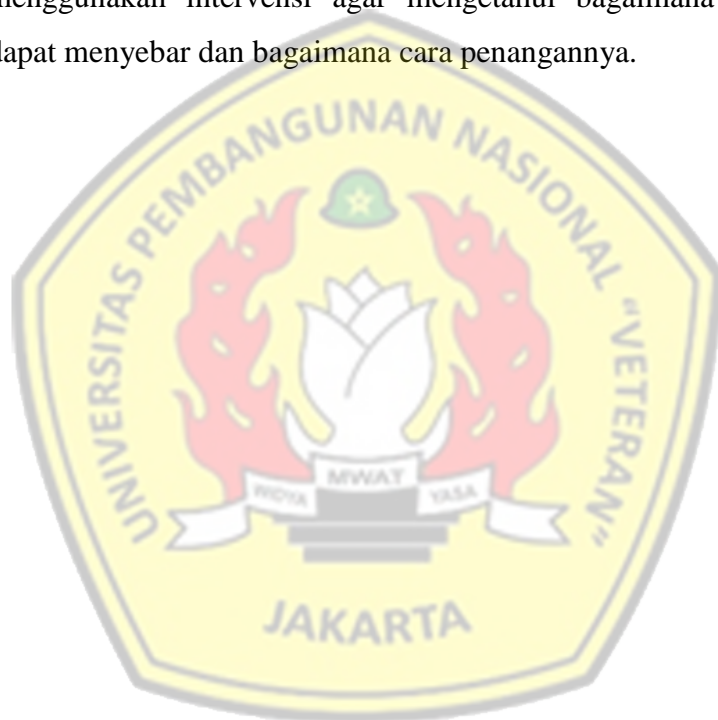 menggunakan intervensi agar mengetahui bagaimana
dapat menyebar dan bagaimana cara penangannya.
UNIVERSITAS PEMBANGUNAN NASIONAL "VETERAN"
WIDYA MWAT YASA
JAKARTA